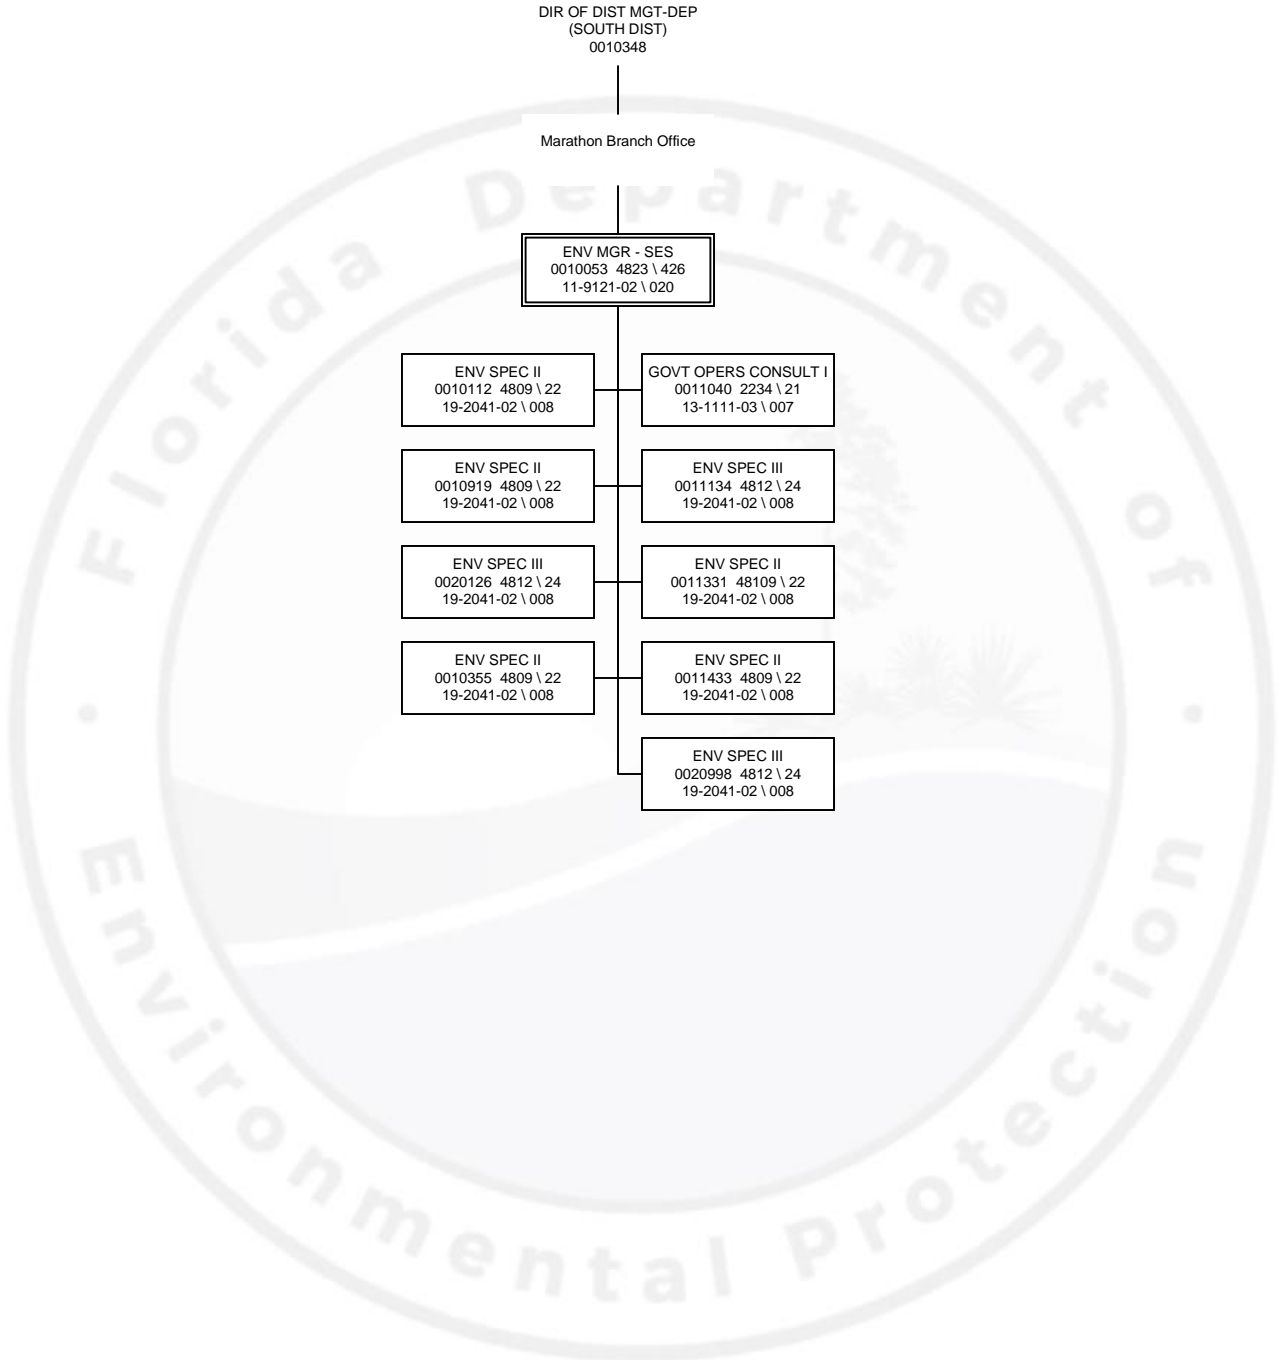 DIR OF DIST MGT-DEP
(SOUTH DIST)
0010348
Marathon Branch Office
ENV MGR - SES
0010053 4823 \ 426
11-9121-02 \ 020
ENV SPEC II
0010112 4809 \ 22
19-2041-02 \ 008
GOVT OPERS CONSULT I
0011040 2234 \ 21
13-1111-03 \ 007
ENV SPEC II
0010919 4809 \ 22
19-2041-02 \ 008
ENV SPEC III
0011134 4812 \ 24
19-2041-02 \ 008
ENV SPEC III
0020126 4812 \ 24
19-2041-02 \ 008
ENV SPEC II
0011331 48109 \ 22
19-2041-02 \ 008
ENV SPEC II
0010355 4809 \ 22
19-2041-02 \ 008
ENV SPEC II
0011433 4809 \ 22
19-2041-02 \ 008
ENV SPEC III
0020998 4812 \ 24
19-2041-02 \ 008
Florida Department of
Environmental Protection